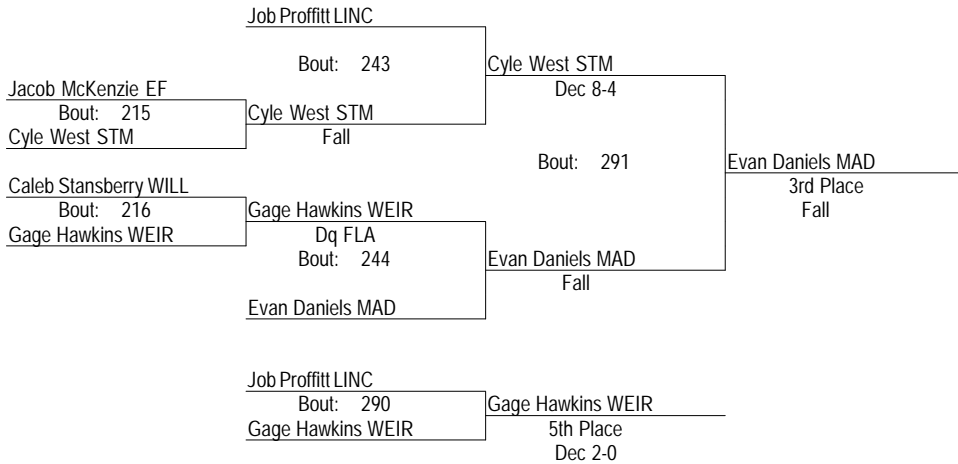 Job Proffitt LINC
Bout: 243
Cyle West STM
Dec 8-4
Jacob McKenzie EF
Bout: 215
Cyle West STM
Cyle West STM
Fall
Bout: 291
Evan Daniels MAD
3rd Place
Fall
Caleb Stansberry WILL
Bout: 216
Gage Hawkins WEIR
Gage Hawkins WEIR
Dq FLA
Bout: 244
Evan Daniels MAD
Fall
Evan Daniels MAD
Job Proffitt LINC
Bout: 290
Gage Hawkins WEIR
Gage Hawkins WEIR
5th Place
Dec 2-0